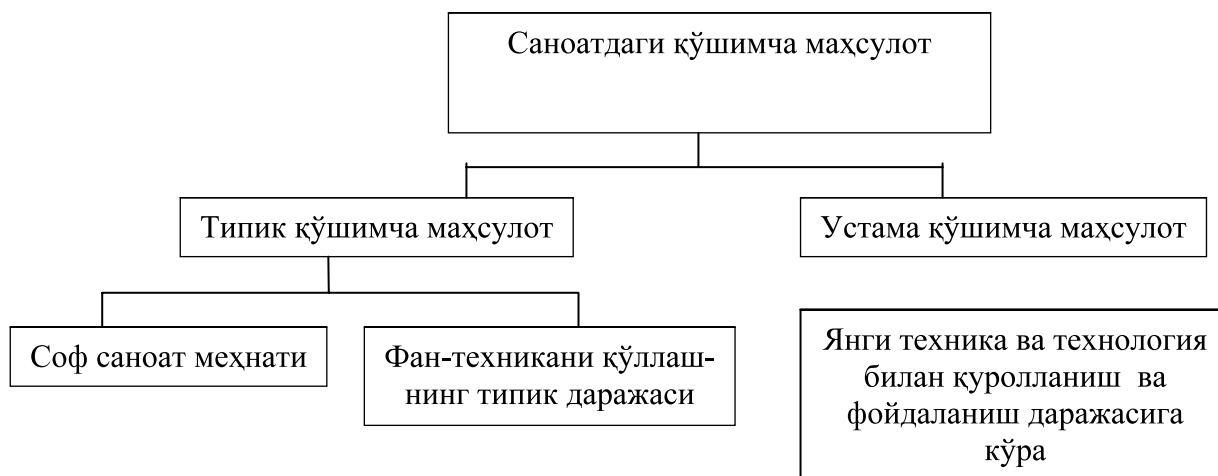 Саноатдаги қўшимча маҳсулот
Типик қўшимча маҳсулот
Устама қўшимча маҳсулот
Соф саноат меҳнати
Фан-техникани қўллаш-
нинг типик даражаси
Янги техника ва технология
билан қуролланиш ва
фойдаланиш даражасига
кўра